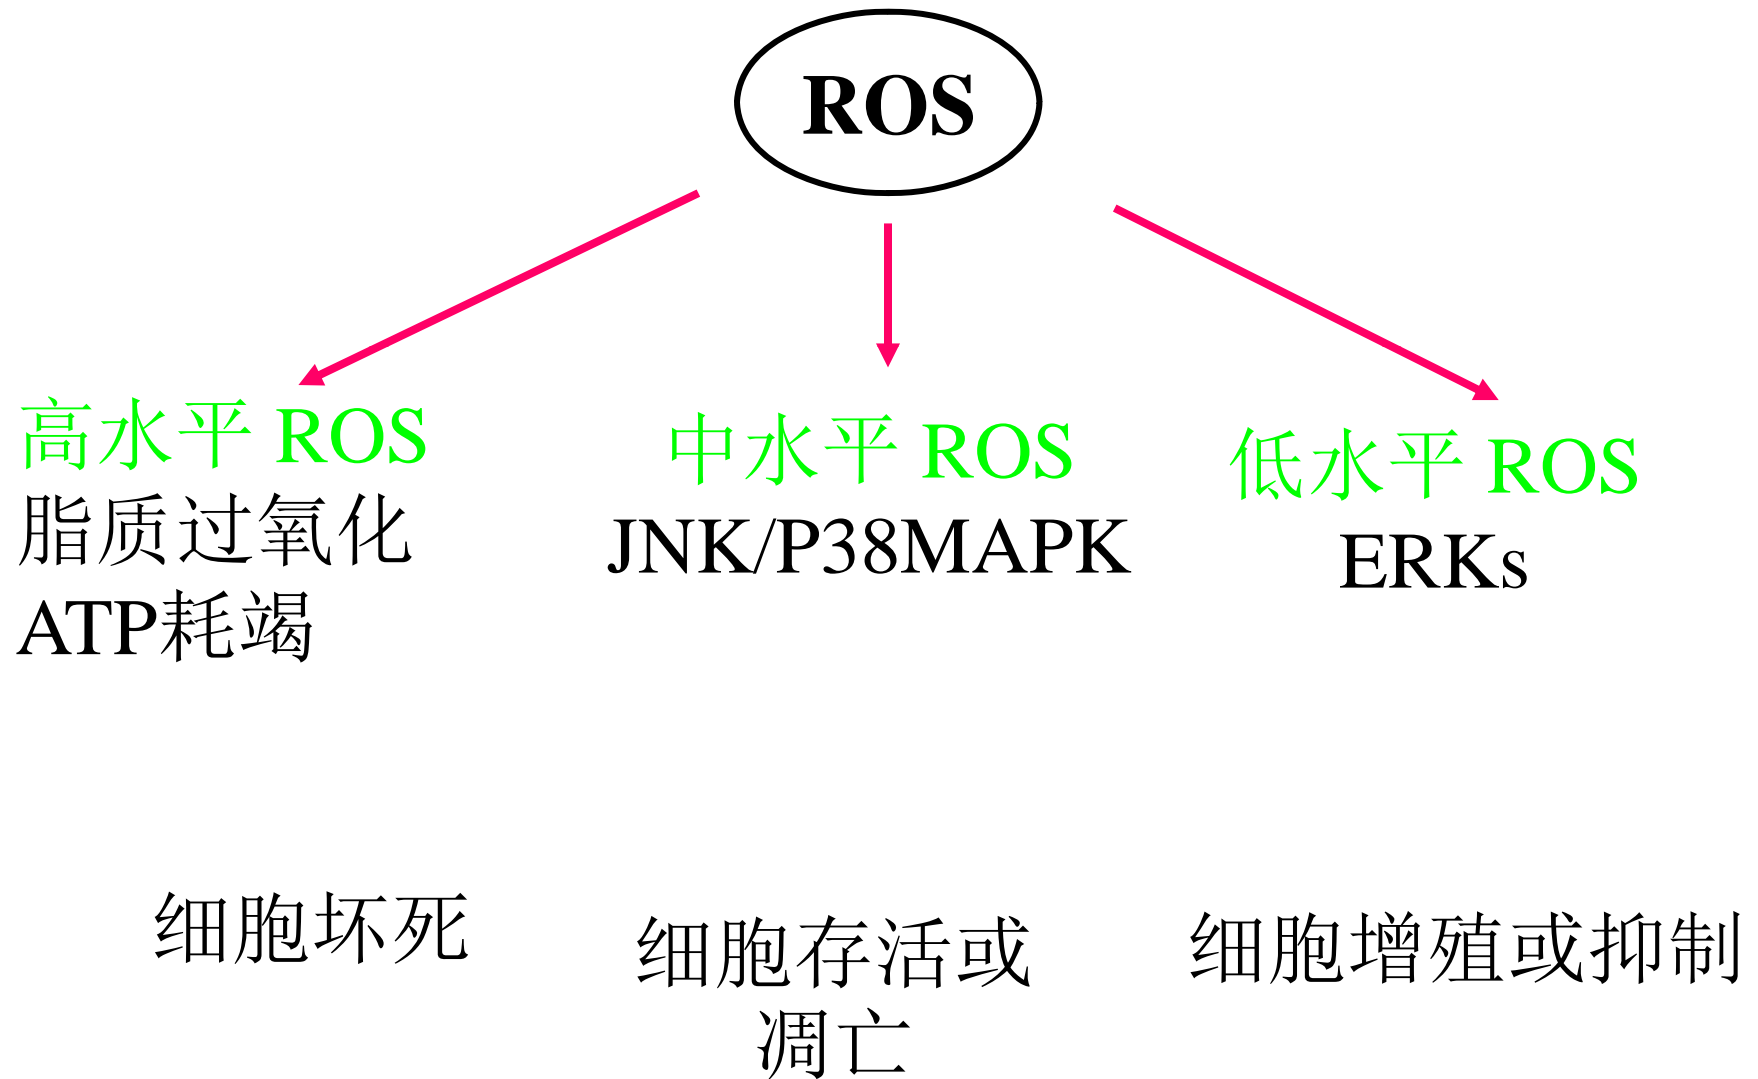 ROS
高水平 ROS
脂质过氧化
ATP耗竭
中水平 ROS
JNK/P38MAPK
低水平 ROS
ERKs
细胞坏死
细胞存活或
凋亡
细胞增殖或抑制